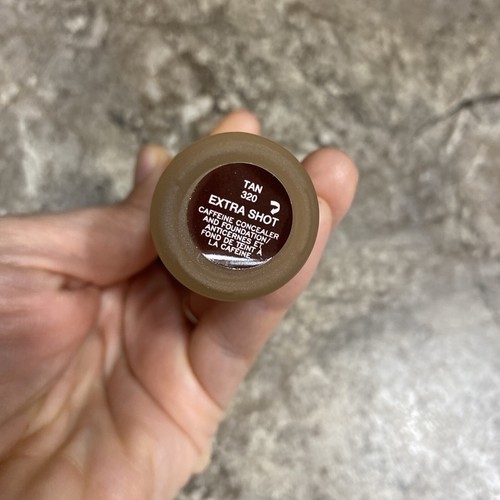 TAN
320
EXTRA SHOT
CAFFEINE CONCEALER
AND FOUNDATION/
ANTICERNES ET
FOND DE TEINT À
LA CAFÉINE